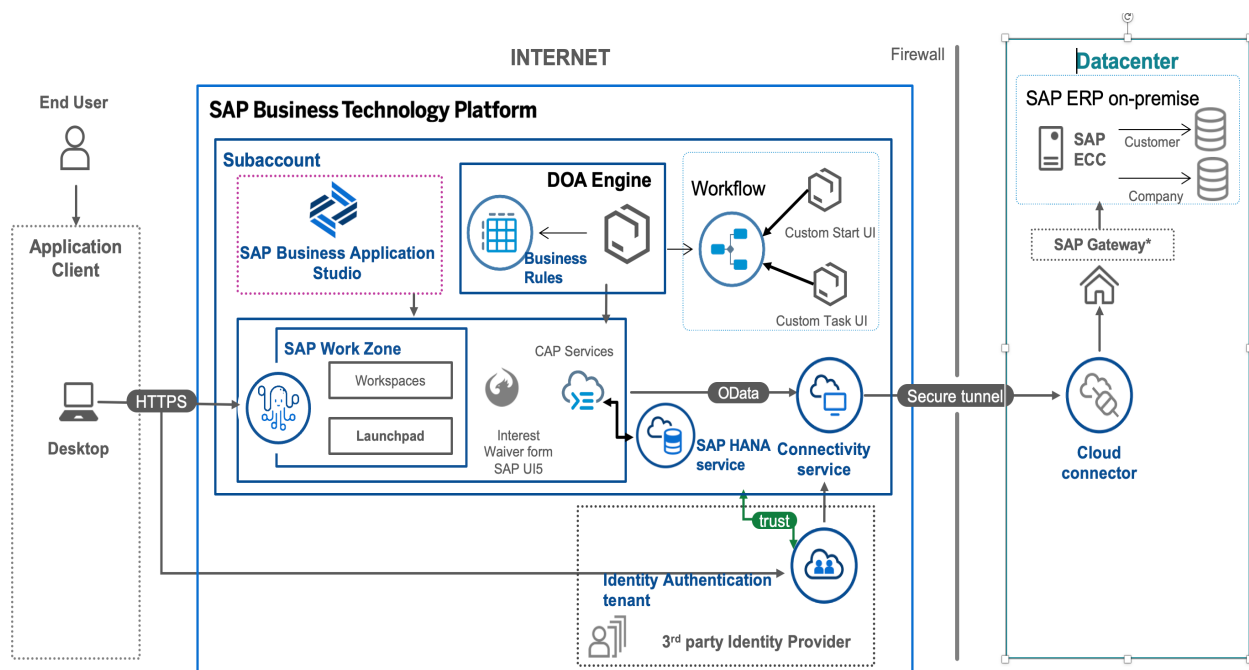 INTERNET
Firewall
Datacenter
SAP Business Technology Platform
SAP ERP on-premise
End User
SAP
ECC
Customer
Company
Subaccount
DOA Engine
Workflow
SAP Business Application
Studio
Business
Rules
Custom Start UI
Custom Task UI
SAP Gateway*
Application
Client
SAP Work Zone
CAP Services
Workspaces
Launchpad
HTTPS
OData
Secure tunnel
Desktop
Interest
Waiver form
SAP UI5
SAP HANA
service
Connectivity
service
Cloud
connector
trust
Identity Authentication
tenant
3rd party Identity Provider